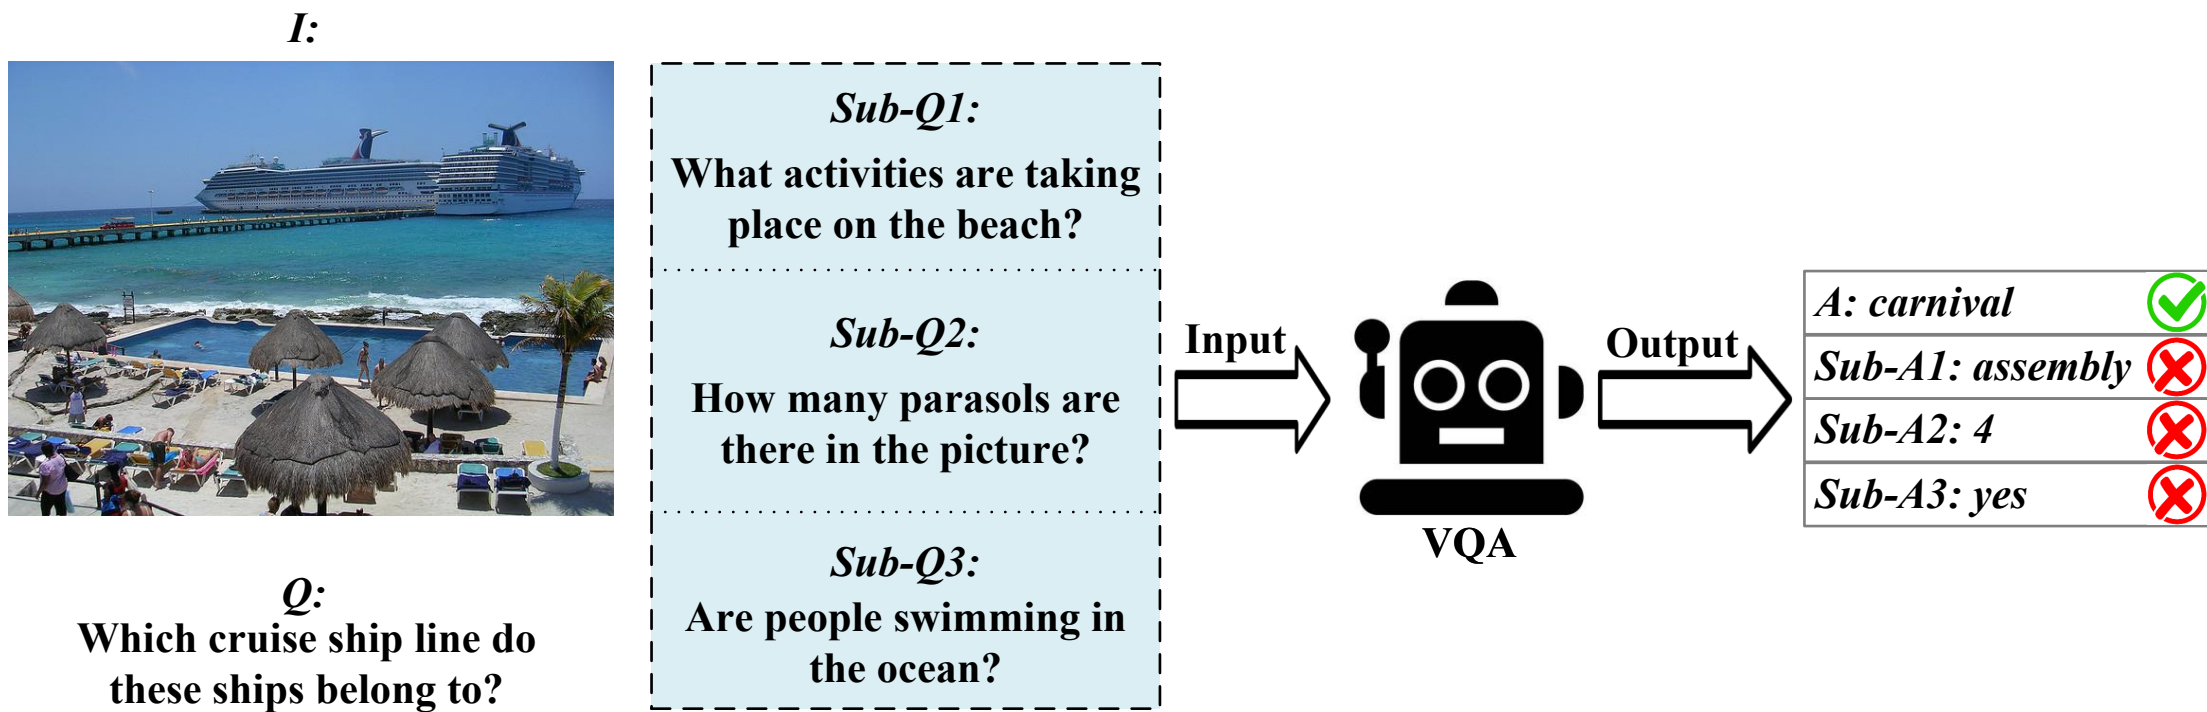 I:
Q:
Which cruise ship line do
these ships belong to?
Sub-Q1:
What activities are taking
place on the beach?
Sub-Q2:
How many parasols are
there in the picture?
Sub-Q3:
Are people swimming in
the ocean?
Input
VQA
Output
A: carnival
Sub-A1: assembly
Sub-A2: 4
Sub-A3: yes